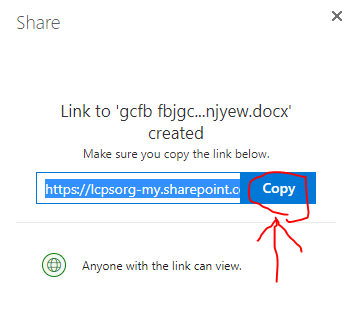 Share
Link to 'gcfb fbjgc...njyew.docx'
created
Make sure you copy the link below.
https://lcpsorg-my.sharepoint.c Copy
Anyone with the link can view.